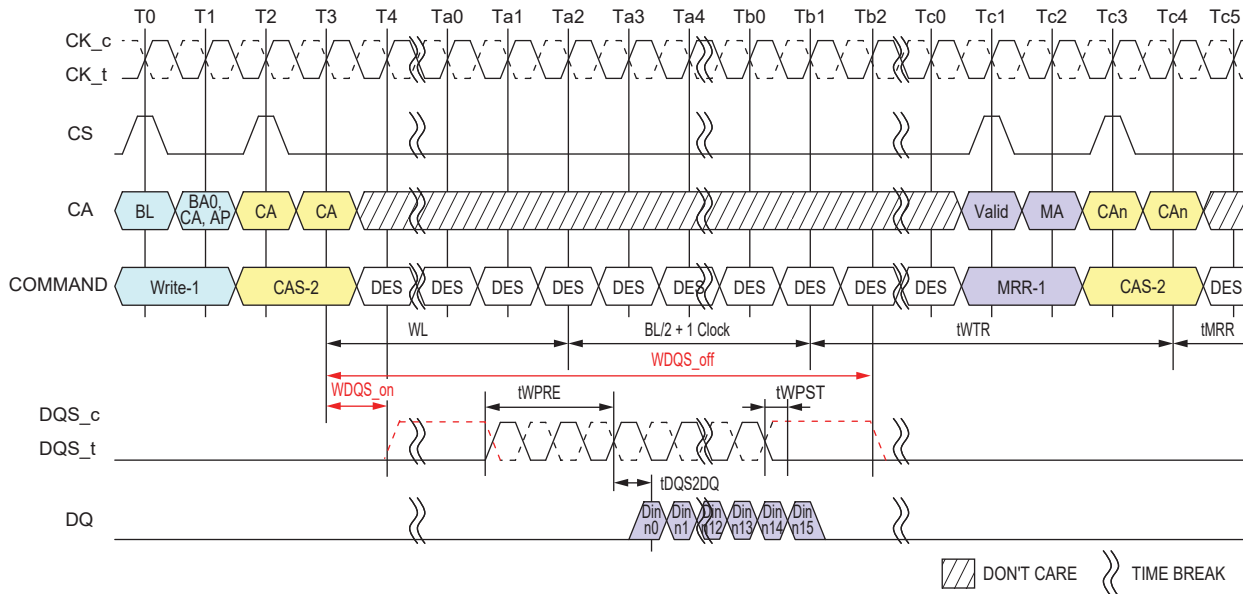 T0 T1 T2 T3 T4 Ta0 Ta1 Ta2 Ta3 Ta4 Tb0 Tb1 Tb2 Tc0 Tc1 Tc2 Tc3 Tc4 Tc5
CK_c
CK_t
CS
CA BL BA0, CA, AP CA CA Valid MA CAn CAn
COMMAND Write-1 CAS-2 DES DES DES DES DES DES DES DES DES DES MRR-1 CAS-2 DES
WL BL/2 + 1 Clock tWTR tMRR
WDQS_off
WDQS_on tWPRE tWPST
DQS_c
DQS_t
tDQS2DQ
DQ Din n0 Din n1 Din n12 Din n13 Din n14 Din n15
DON'T CARE TIME BREAK